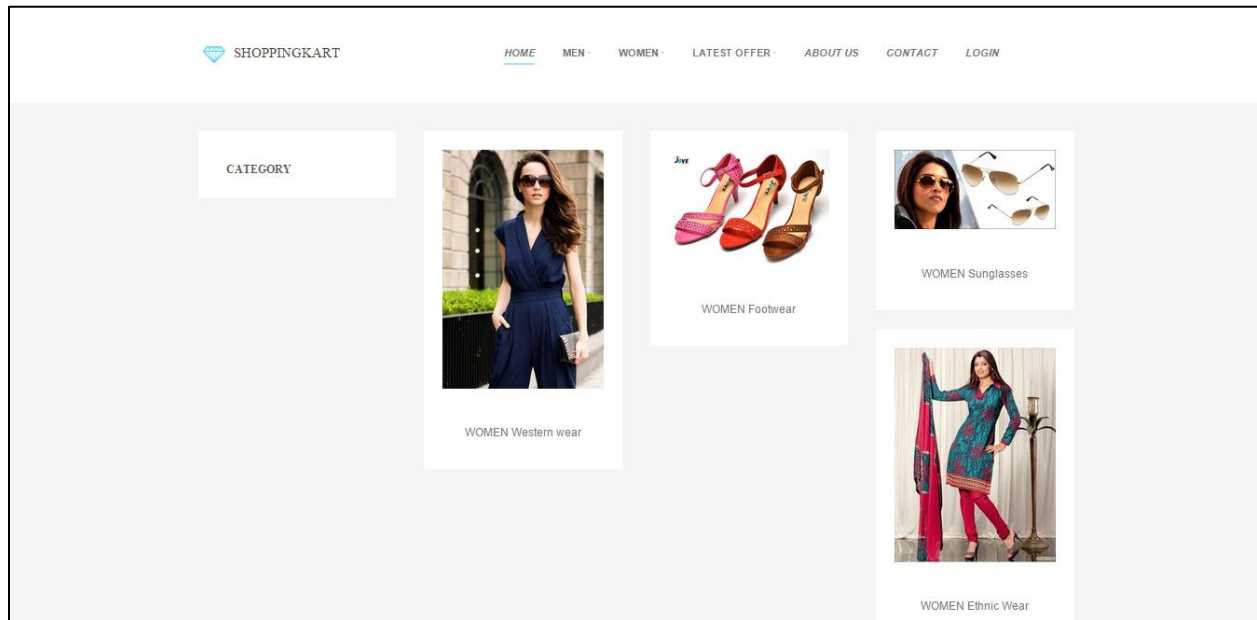 SHOPPINGKART
HOME MEN WOMEN LATEST OFFER ABOUT US CONTACT LOGIN
CATEGORY
WOMEN Western wear
JOVE
WOMEN Footwear
WOMEN Sunglasses
WOMEN Ethnic Wear